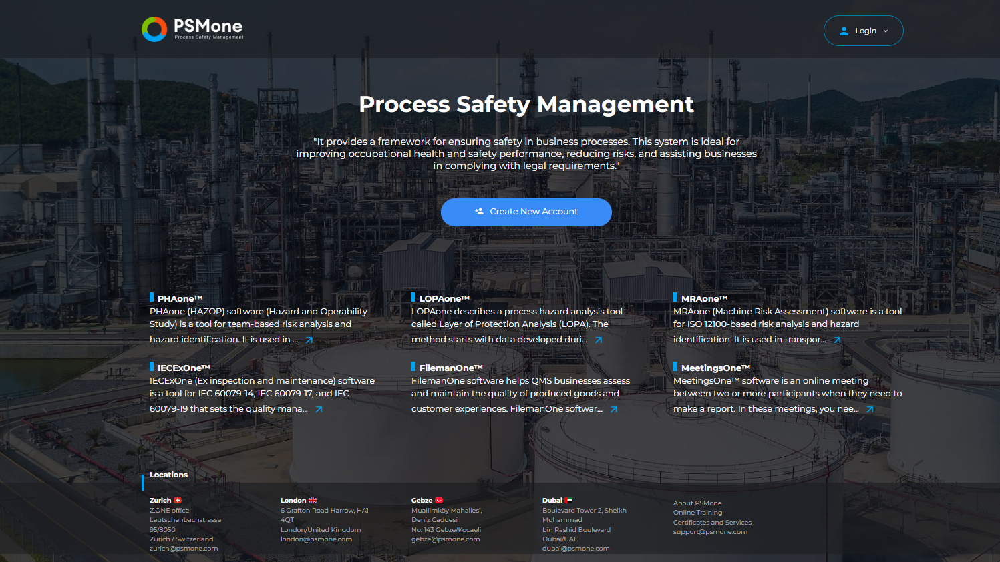 PSMone
Process Safety Management
Login
Process Safety Management
"It provides a framework for ensuring safety in business processes. This system is ideal for
improving occupational health and safety performance, reducing risks, and assisting businesses
in complying with legal requirements."
Create New Account
PHAone™
PHAone (HAZOP) software (Hazard and Operability
Study) is a tool for team-based risk analysis and
hazard identification. It is used in ...
LOPAone™
LOPAone describes a process hazard analysis tool
called Layer of Protection Analysis (LOPA). The
method starts with data developed duri...
MRAone™
MRAone (Machine Risk Assessment) software is a tool
for ISO 12100-based risk analysis and hazard
identification. It is used in transpor...
IECExOne™
IECExOne (Ex inspection and maintenance) software
is a tool for IEC 60079-14, IEC 60079-17, and IEC
60079-19 that sets the quality mana...
FilemanOne™
FilemanOne software helps QMS businesses assess
and maintain the quality of produced goods and
customer experiences. FilemanOne softwar...
MeetingsOne™
MeetingsOne™ software is an online meeting
between two or more participants when they need to
make a report. In these meetings, you nee...
Locations
Zurich
Z.ONE office
Leutschenbachstrasse
95/8050
Zurich / Switzerland
zurich@psmone.com
London
6 Grafton Road Harrow, HA1
4QT
London/United Kingdom
london@psmone.com
Gebze
Muallimköy Mahallesi,
Deniz Caddesi
No: 143 Gebze/Kocaeli
gebze@psmone.com
Dubai
Boulevard Tower 2, Sheikh
Mohammad
bin Rashid Boulevard
Dubai/UAE
dubai@psmone.com
About PSMone
Online Training
Certificates and Services
support@psmone.com